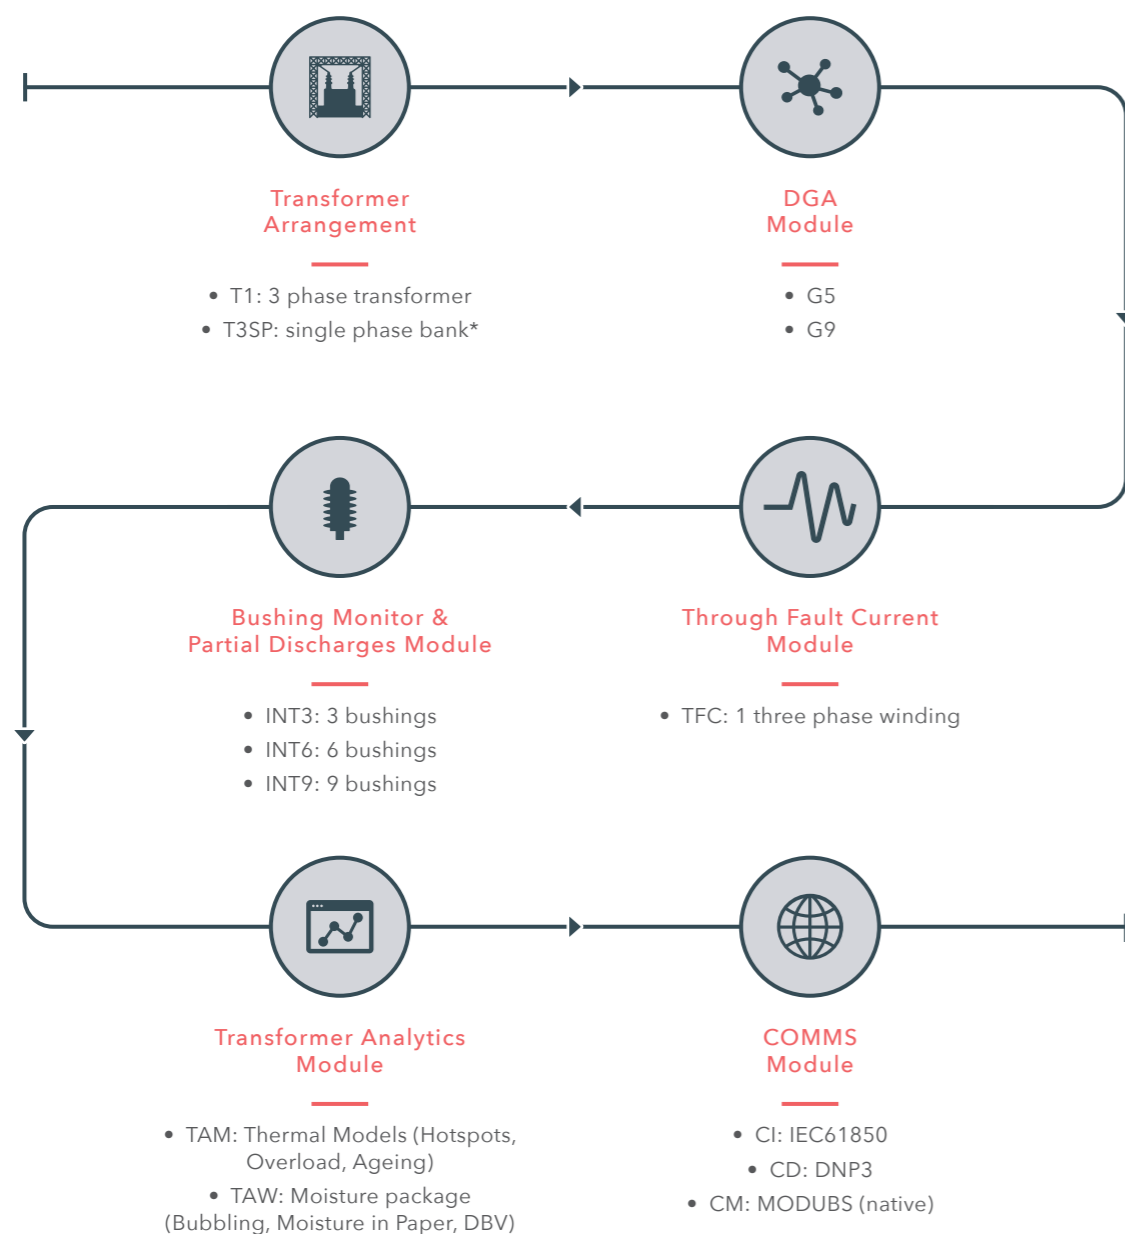 Transformer
Arrangement
• T1: 3 phase transformer
• T3SP: single phase bank*
DGA
Module
• G5
• G9
Through Fault Current
Module
• TFC: 1 three phase winding
Bushing Monitor &
Partial Discharges Module
• INT3: 3 bushings
• INT6: 6 bushings
• INT9: 9 bushings
Transformer Analytics
Module
• TAM: Thermal Models (Hotspots,
Overload, Ageing)
• TAW: Moisture package
(Bubbling, Moisture in Paper, DBV)
COMMS
Module
• CI: IEC61850
• CD: DNP3
• CM: MODUBS (native)